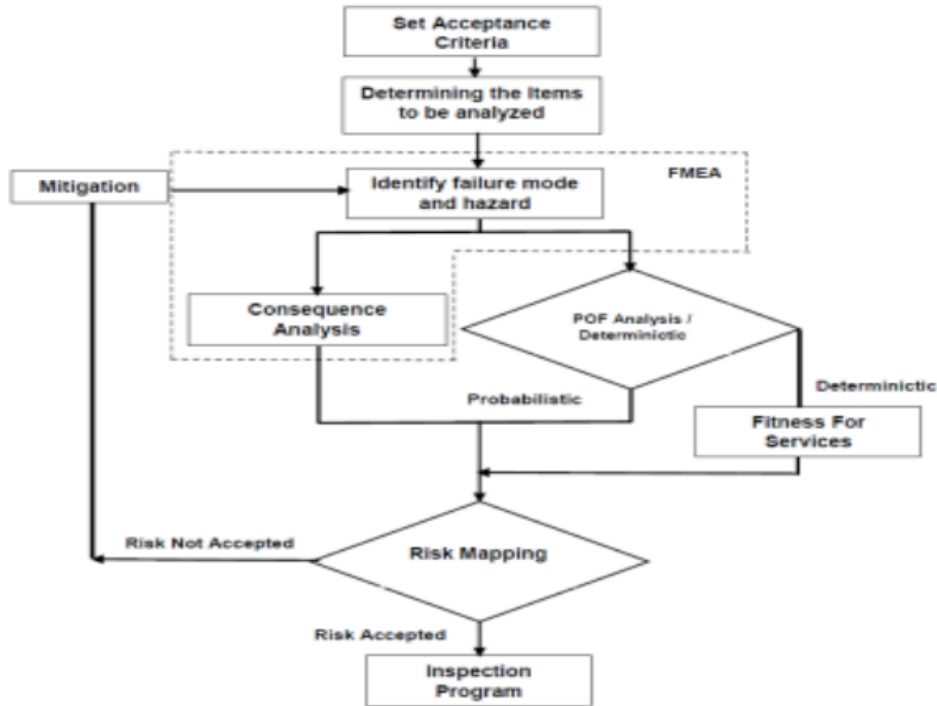 Set Acceptance
Criteria
Determining the Items
to be analyzed
FMEA
Mitigation
Identify failure mode
and hazard
Consequence
Analysis
POF Analysis /
Determinictic
Probabilistic
Determinictic
Fitness For
Services
Risk Not Accepted
Risk Mapping
Risk Accepted
Inspection
Program